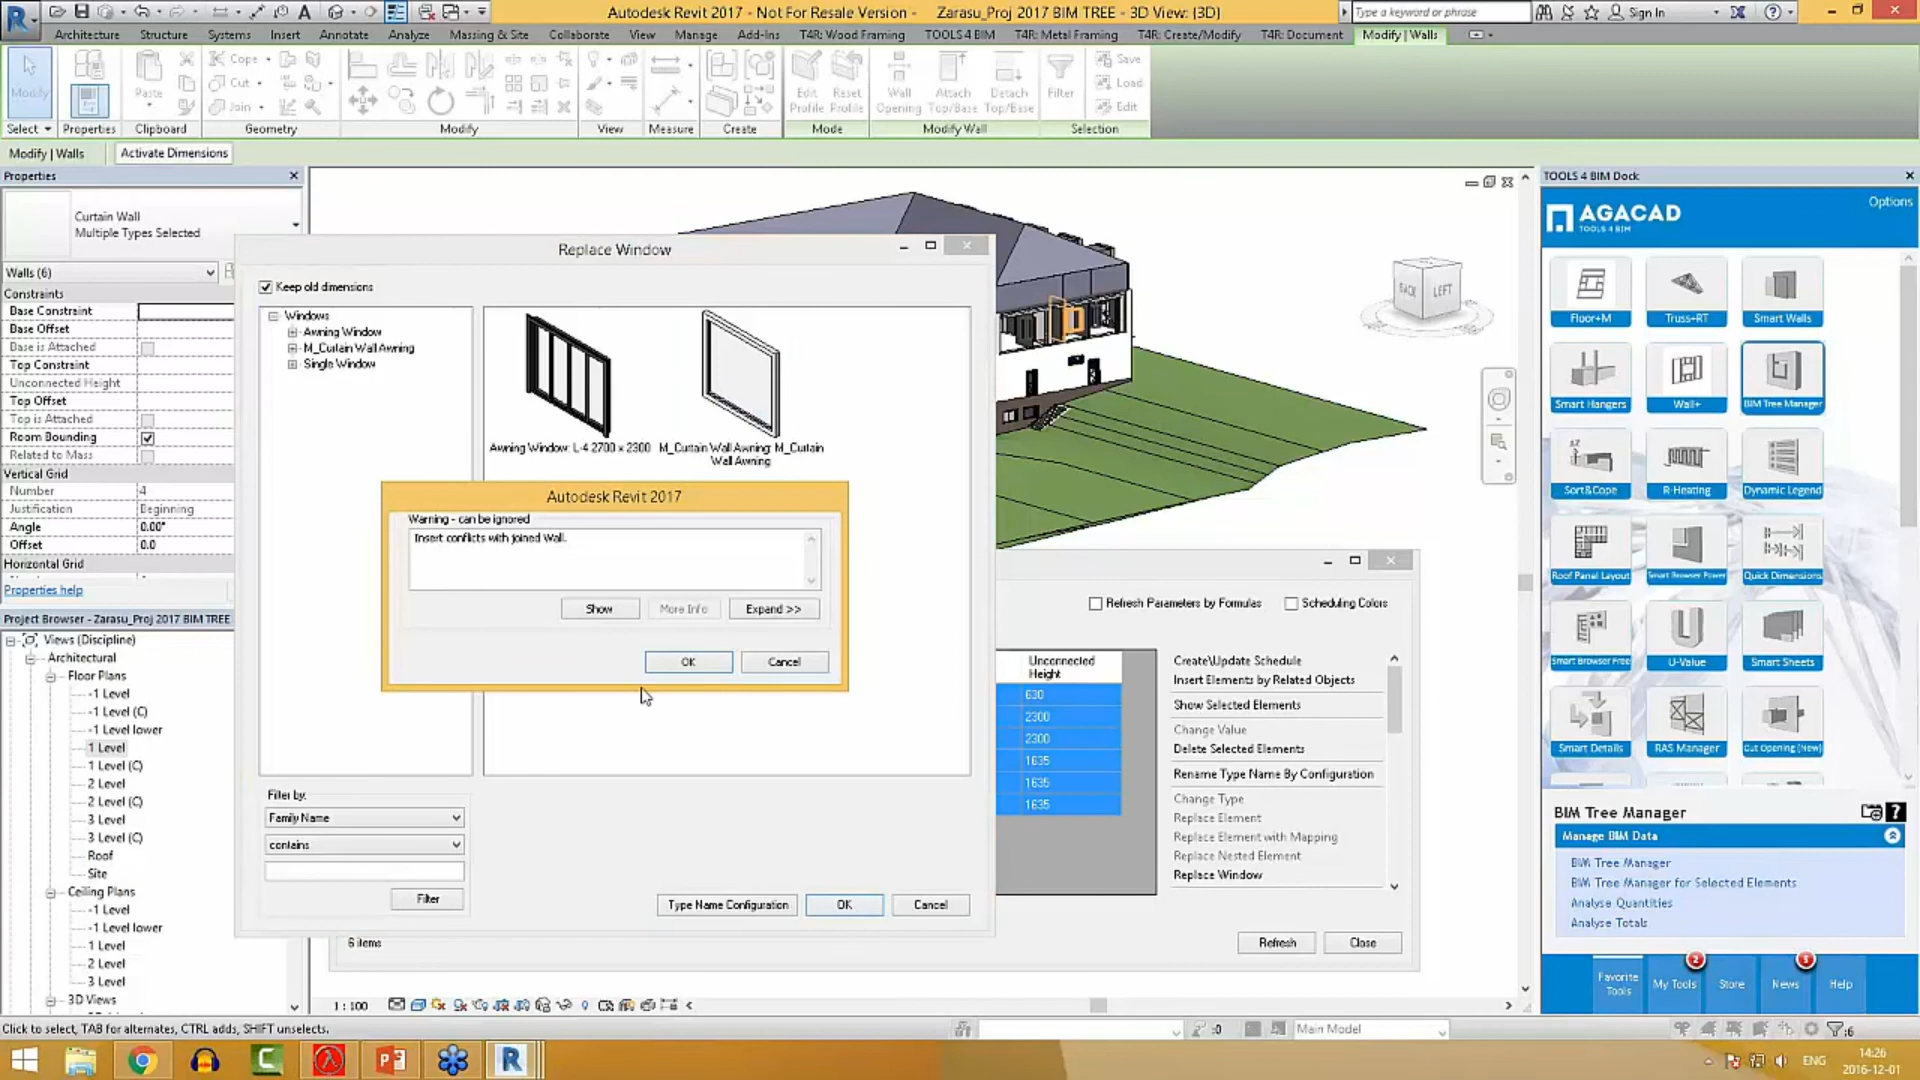 Autodesk Revit 2017 - Not For Resale Version - Zarasu_Proj 2017 BIM TREE - 3D View: {3D}
Type a keyword or phrase
Sign In
Architecture Structure Systems Insert Annotate Analyze Massing & Site Collaborate View Manage Add-Ins T4R: Wood Framing TOOLS 4 BIM T4R: Metal Framing T4R: Create/Modify T4R: Document Modify | Walls
Modify
Paste
Cope
Cut
Join
Edit Profile
Reset Profile
Wall Opening
Attach Top/Base
Detach Top/Base
Filter
Save
Load
Edit
Select Properties Clipboard Geometry Modify View Measure Create Mode Modify Wall Selection
Modify | Walls
Activate Dimensions
Properties
Curtain Wall
Multiple Types Selected
Walls (6)
Constraints
Base Constraint
Base Offset
Base is Attached
Top Constraint
Unconnected Height
Top Offset
Top is Attached
Room Bounding
Related to Mass
Vertical Grid
Number 4
Justification Beginning
Angle 0.00°
Offset 0.0
Horizontal Grid
Properties help
Project Browser - Zarasu_Proj 2017 BIM TREE
Views (Discipline)
Architectural
Floor Plans
-1 Level
-1 Level (C)
-1 Level lower
1 Level
1 Level (C)
2 Level
2 Level (C)
3 Level
3 Level (C)
Roof
Site
Ceiling Plans
-1 Level
-1 Level lower
1 Level
2 Level
3 Level
3D Views
Replace Window
Keep old dimensions
Windows
Awning Window
M_Curtain Wall Awning
Single Window
Awning Window: L-4 2700 x 2300
M_Curtain Wall Awning: M_Curtain Wall Awning
Autodesk Revit 2017
Warning - can be ignored
Insert conflicts with joined Wall.
Show
More Info
Expand >>
OK
Cancel
Filter by:
Family Name
contains
Filter
Type Name Configuration
OK
Cancel
BACK
LEFT
Refresh Parameters by Formulas
Scheduling Colors
Unconnected Height
630
2300
2300
1635
1635
1635
Create\Update Schedule
Insert Elements by Related Objects
Show Selected Elements
Change Value
Delete Selected Elements
Rename Type Name By Configuration
Change Type
Replace Element
Replace Element with Mapping
Replace Nested Element
Replace Window
6 items
Refresh
Close
1 : 100
TOOLS 4 BIM Dock
Options
AGACAD
TOOLS 4 BIM
Floor+M
Truss+RT
Smart Walls
Smart Hangers
Wall+
BIM Tree Manager
Sort&Cope
R-Heating
Dynamic Legend
Roof Panel Layout
Smart Browser Power
Quick Dimensions
Smart Browser Free
U-Value
Smart Sheets
Smart Details
RAS Manager
Cut Opening (New)
BIM Tree Manager
Manage BIM Data
BIM Tree Manager
BIM Tree Manager for Selected Elements
Analyse Quantities
Analyse Totals
Favorite Tools
My Tools
2
Store
News
Help
Click to select, TAB for alternates, CTRL adds, SHIFT unselects.
:0
Main Model
:6
ENG
14:26
2016-12-01